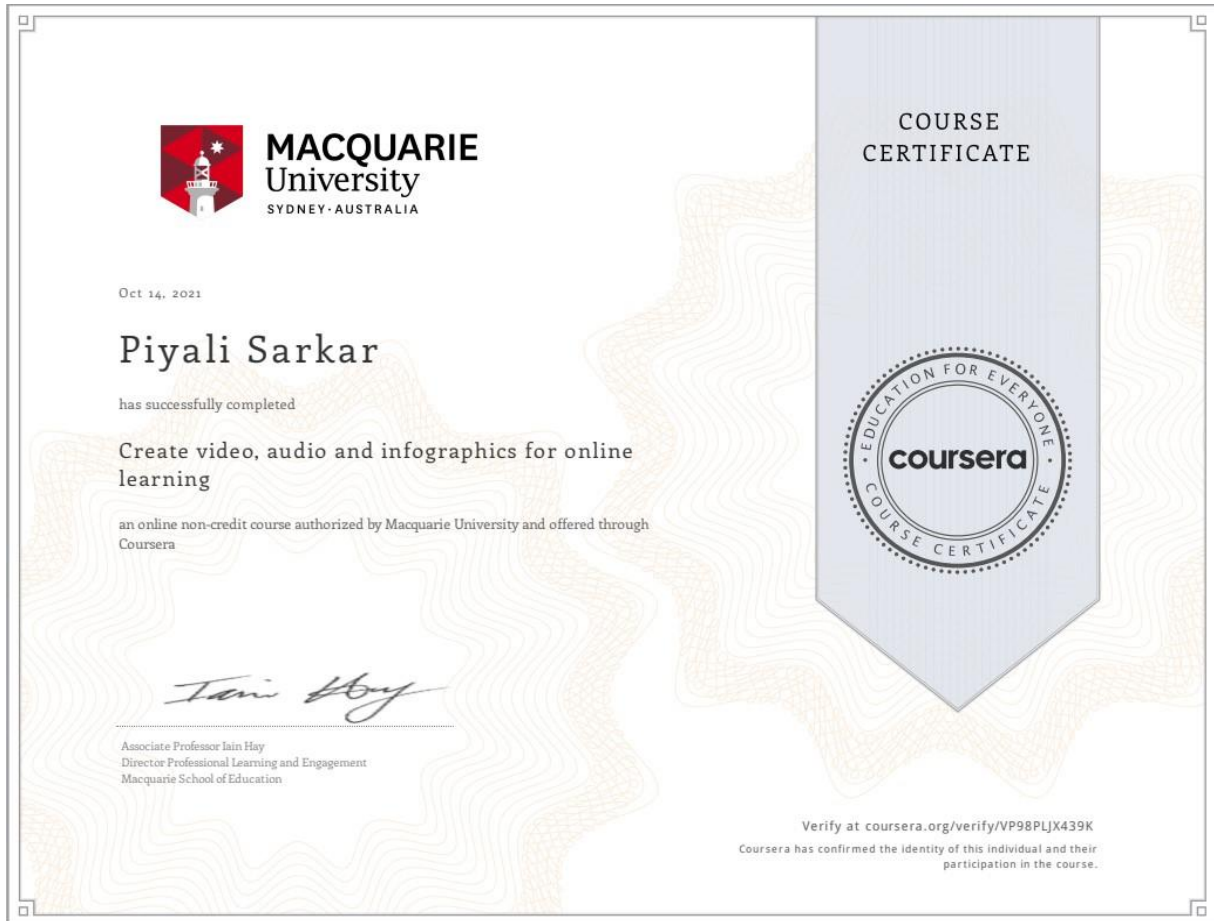 MACQUARIE
University
SYDNEY·AUSTRALIA
COURSE
CERTIFICATE
Oct 14, 2021
Piyali Sarkar
has successfully completed
Create video, audio and infographics for online
learning
an online non-credit course authorized by Macquarie University and offered through
Coursera
EDUCATION FOR EVERYONE
coursera
COURSE CERTIFICATE
Iain Hay
Associate Professor Iain Hay
Director Professional Learning and Engagement
Macquarie School of Education
Verify at coursera.org/verify/VP98PLJX439K
Coursera has confirmed the identity of this individual and their
participation in the course.